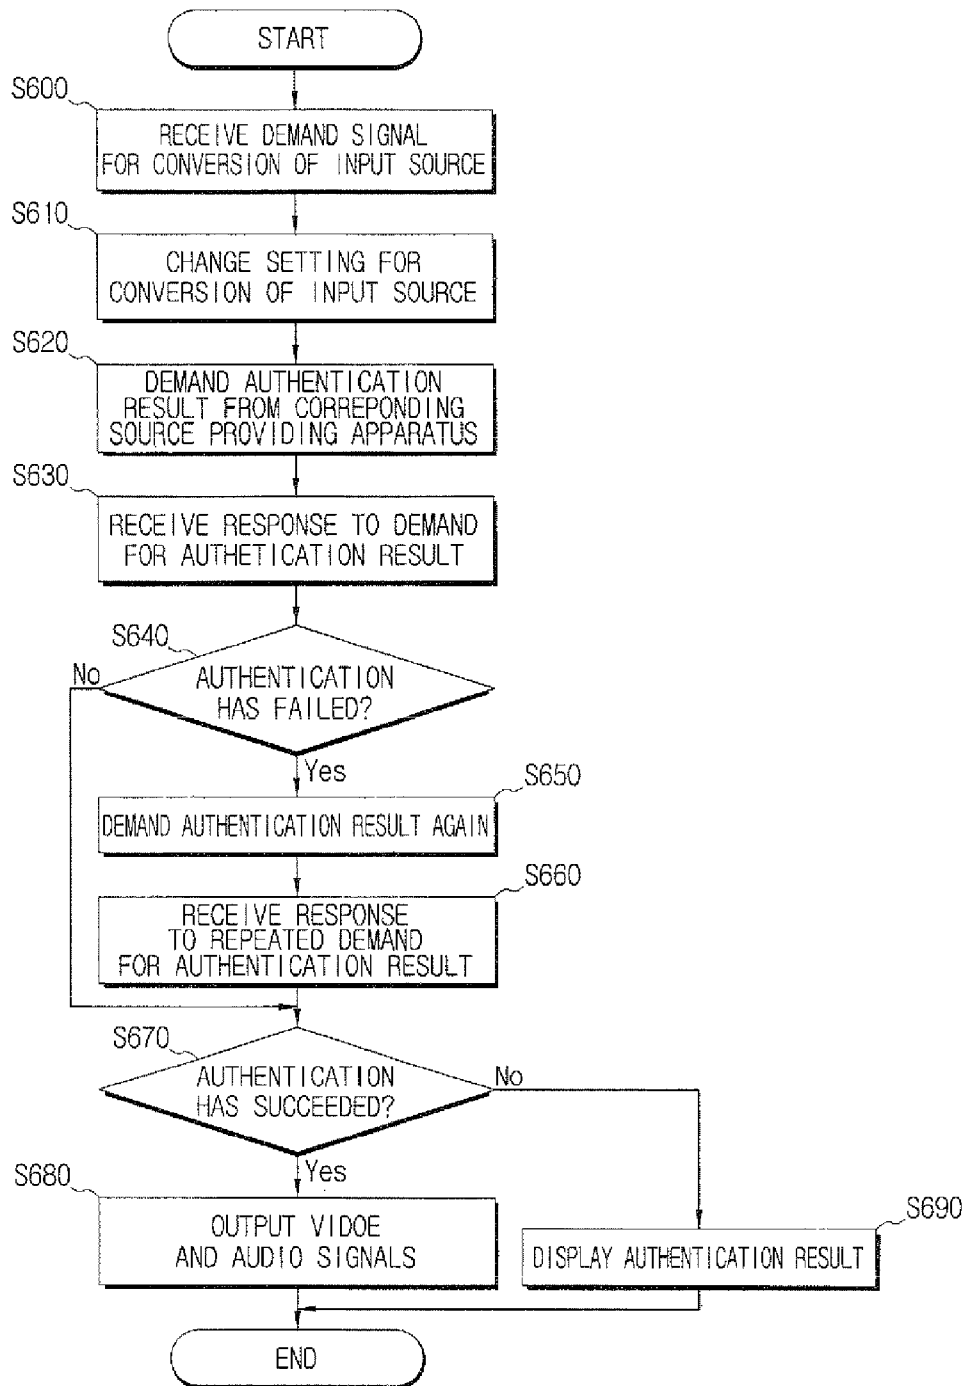 START
S600
RECEIVE DEMAND SIGNAL
FOR CONVERSION OF INPUT SOURCE
S610
CHANGE SETTING FOR
CONVERSION OF INPUT SOURCE
S620
DEMAND AUTHENTICATION
RESULT FROM CORREPONDING
SOURCE PROVIDING APPARATUS
S630
RECEIVE RESPONSE TO DEMAND
FOR AUTHETICATION RESULT
S640
No
AUTHENTICATION
HAS FAILED?
Yes
S650
DEMAND AUTHENTICATION RESULT AGAIN
S660
RECEIVE RESPONSE
TO REPEATED DEMAND
FOR AUTHENTICATION RESULT
S670
AUTHENTICATION
HAS SUCCEEDED?
No
Yes
S680
OUTPUT VIDOE
AND AUDIO SIGNALS
S690
DISPLAY AUTHENTICATION RESULT
END